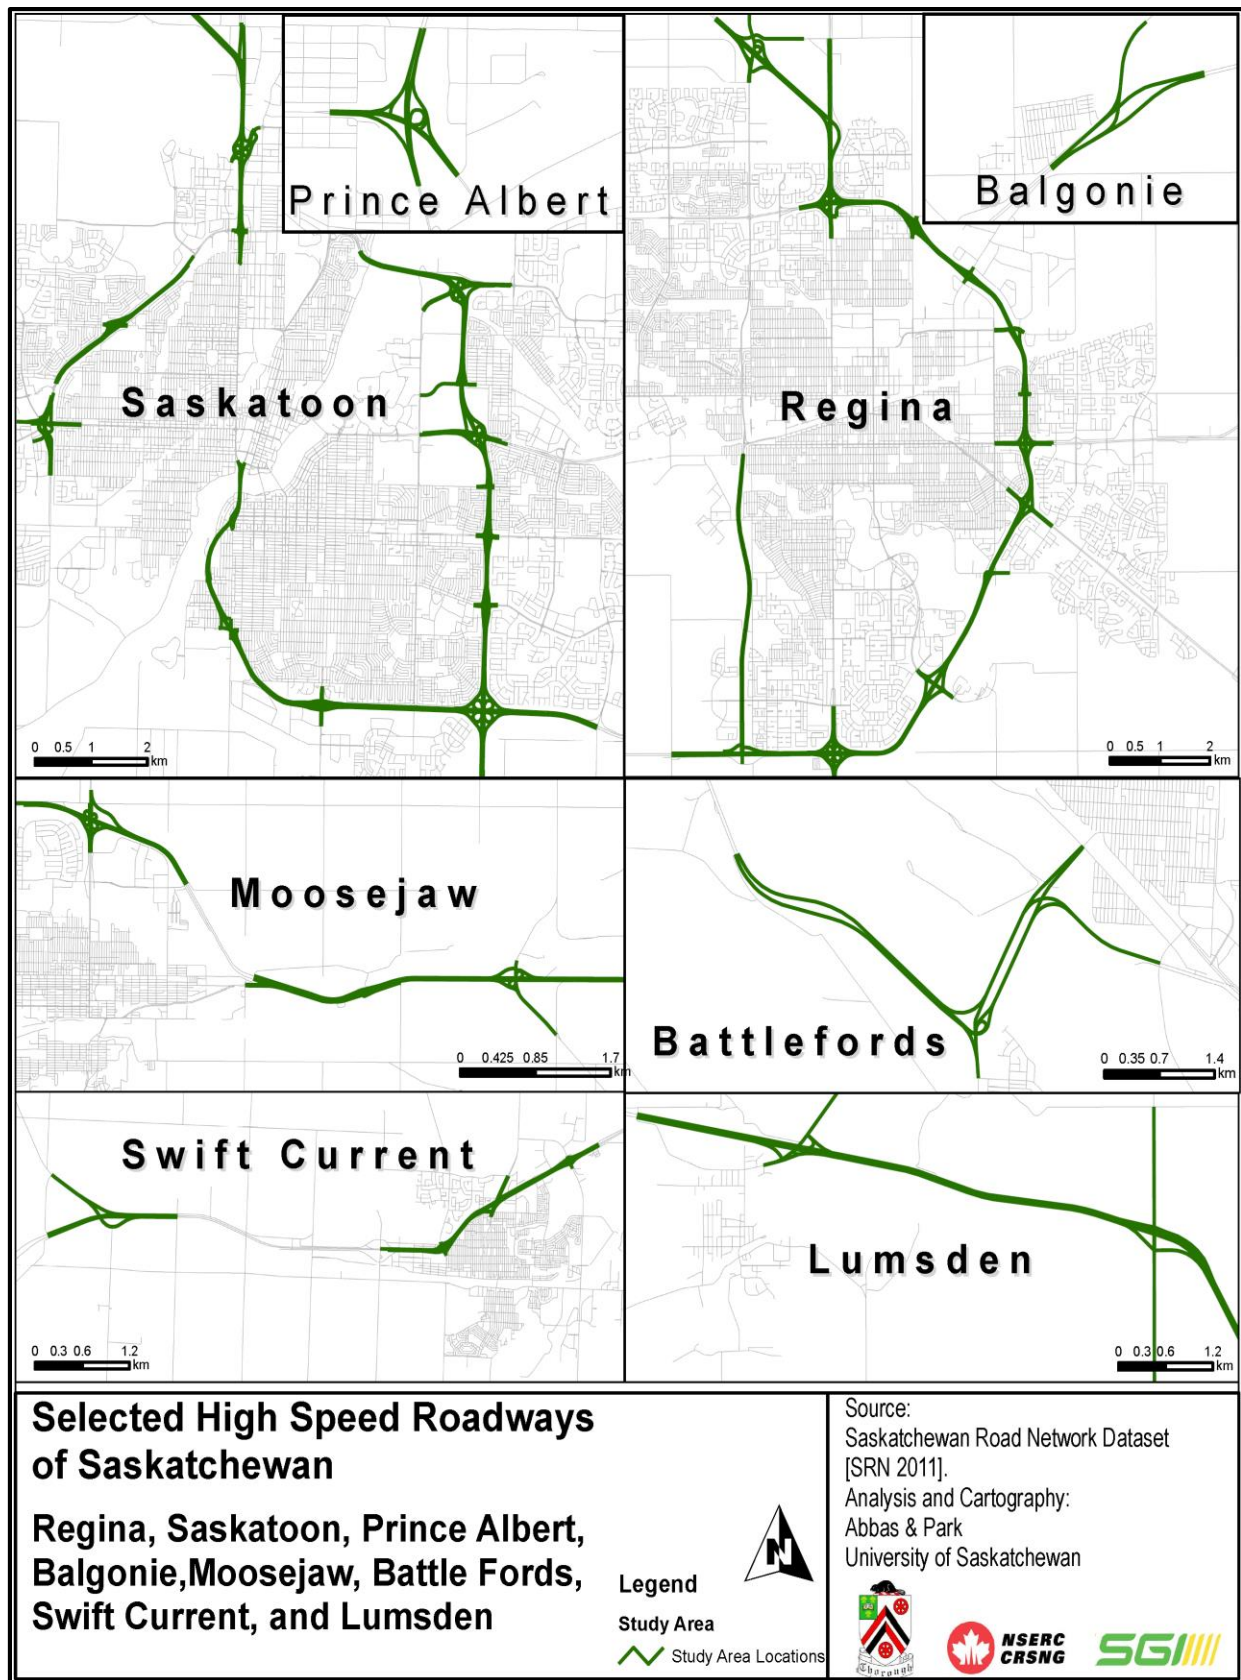 Prince Albert
Balgonie
Saskatoon
Regina
0 0.5 1 2
km
0 0.5 1 2
km
Moosejaw
0 0.425 0.85 1.7
km
Battlefords
0 0.35 0.7 1.4
km
Swift Current
0 0.3 0.6 1.2
km
Lumsden
0 0.3 0.6 1.2
km
Selected High Speed Roadways
of Saskatchewan
Regina, Saskatoon, Prince Albert,
Balgonie,Moosejaw, Battle Fords,
Swift Current, and Lumsden
N
Legend
Study Area
Study Area Locations
Source:
Saskatchewan Road Network Dataset
[SRN 2011].
Analysis and Cartography:
Abbas & Park
University of Saskatchewan
Thorough
NSERC
CRSNG
SGI